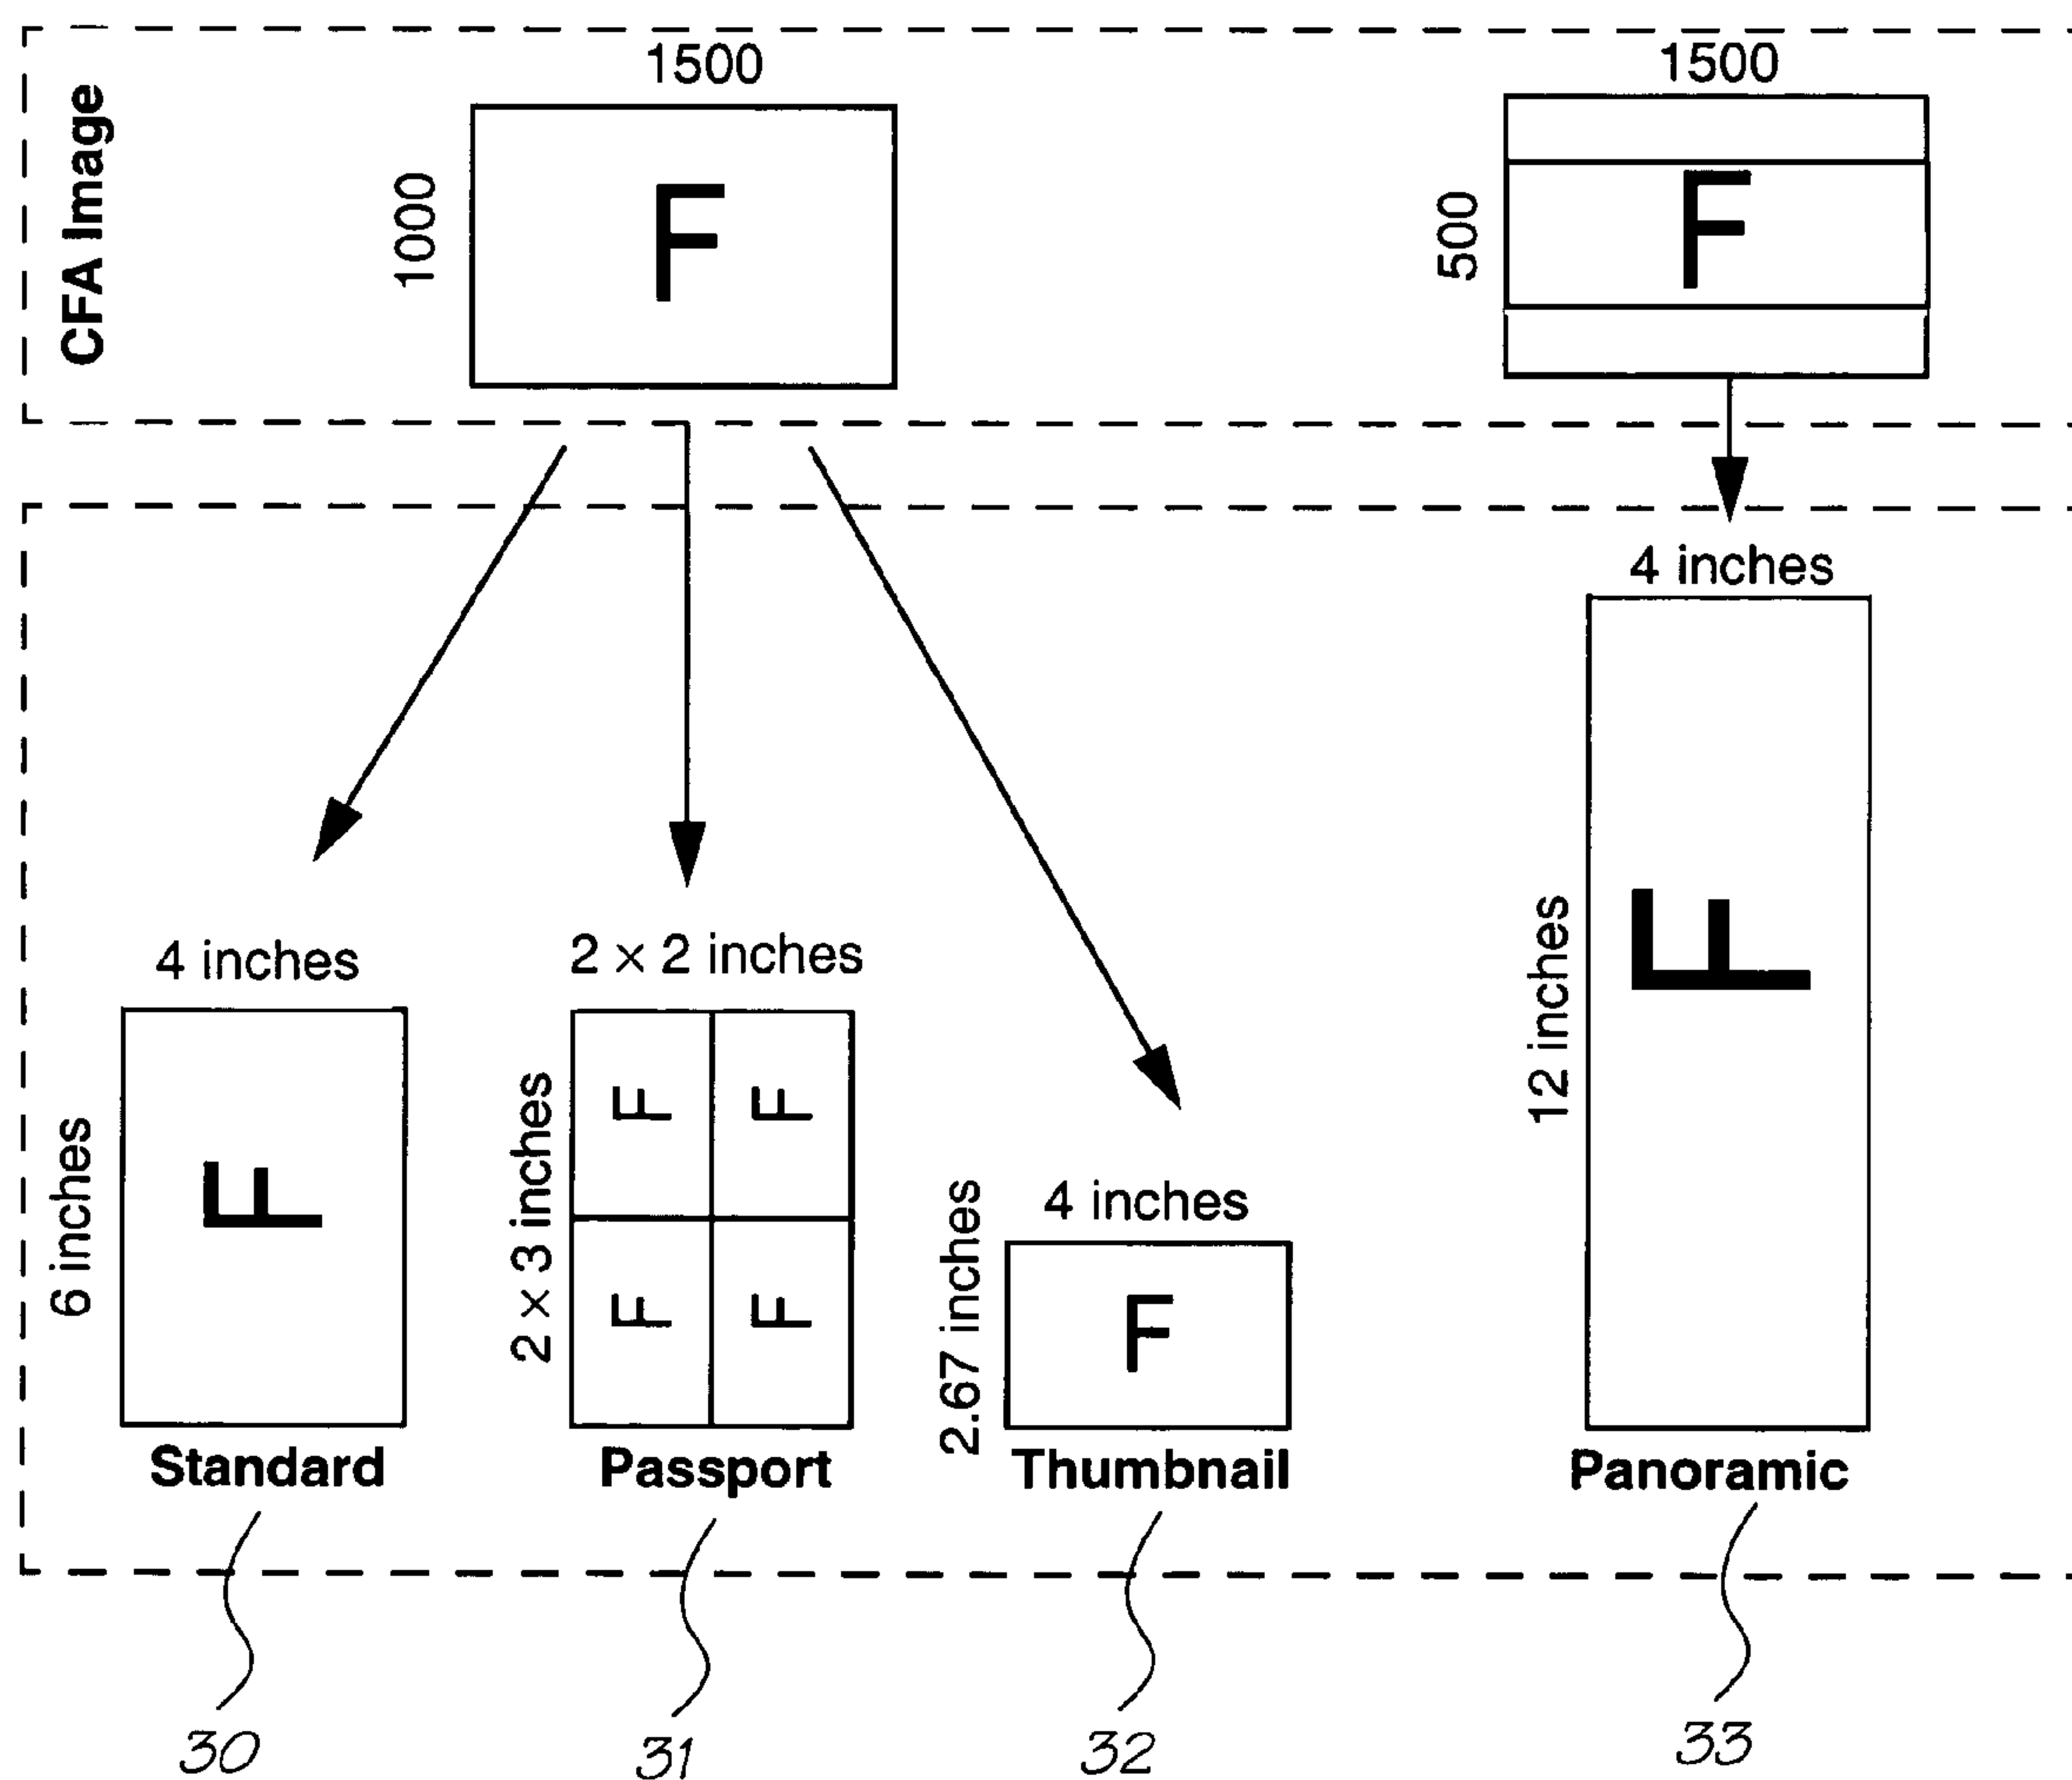 CFA Image
1500
1000
F
1500
500
F
4 inches
6 inches
F
Standard
30
2 × 2 inches
2 × 3 inches
F F
F F
Passport
31
4 inches
2.67 inches
F
Thumbnail
32
4 inches
12 inches
F
Panoramic
33